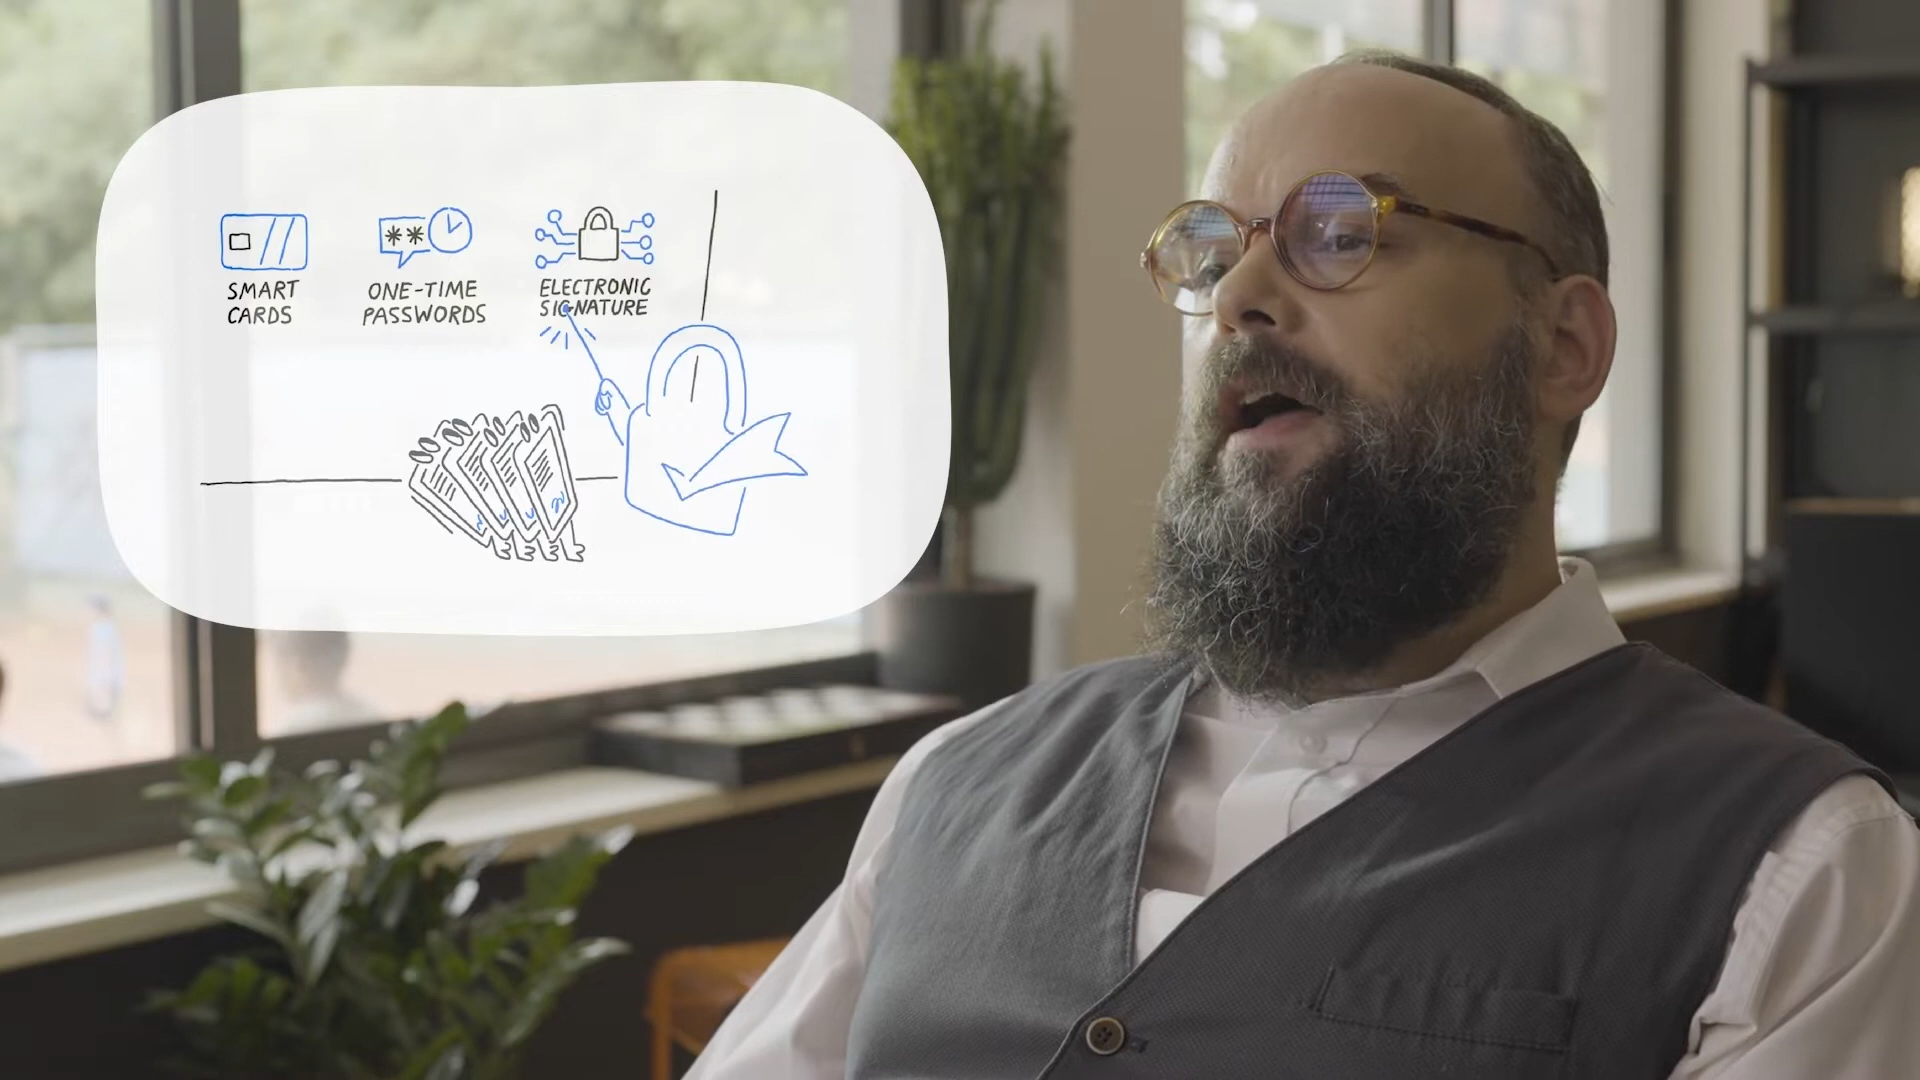 SMART
CARDS
ONE-TIME
PASSWORDS
ELECTRONIC
SIGNATURE